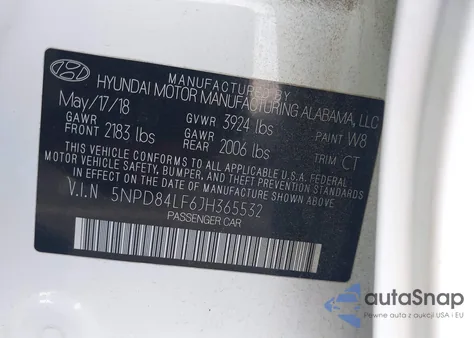 MANUFACTURED BY
HYUNDAI MOTOR MANUFACTURING ALABAMA, LLC
May/17/18
GVWR 3924 lbs
PAINT W8
GAWR FRONT 2183 lbs
GAWR REAR 2006 lbs
TRIM CT
THIS VEHICLE CONFORMS TO ALL APPLICABLE U.S.A. FEDERAL
MOTOR VEHICLE SAFETY, BUMPER, AND THEFT PREVENTION STANDARDS
IN EFFECT ON THE DATE OF MANUFACTURE SHOWN ABOVE.
V.I.N 5NPD84LF6JH365532
PASSENGER CAR
autoSnap
Pewne auta z aukcji USA i EU